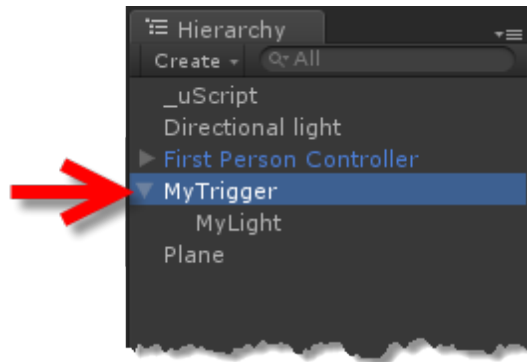 Hierarchy
Create All
_uScript
Directional light
First Person Controller
MyTrigger
MyLight
Plane